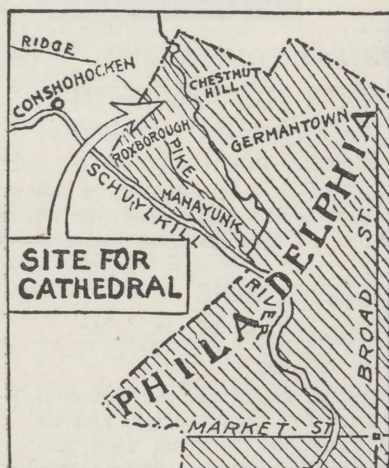 RIDGE
CONSHOHOCKEN
CHESTNUT
HILL
GERMANTOWN
ROXBOROUGH
PIKE
MANAYUNK
SCHUYLKILL
RIVER
SITE FOR
CATHEDRAL
PHILADELPHIA
BROAD ST.
MARKET ST